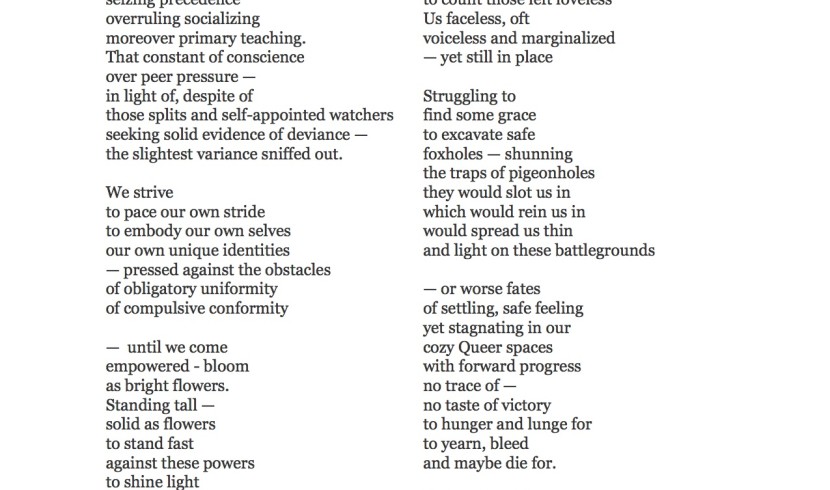 seizing precedence
overruling socializing
moreover primary teaching.
That constant of conscience
over peer pressure —
in light of, despite of
those splits and self-appointed watchers
seeking solid evidence of deviance —
the slightest variance sniffed out.

We strive
to pace our own stride
to embody our own selves
our own unique identities
— pressed against the obstacles
of obligatory uniformity
of compulsive conformity

— until we come
empowered - bloom
as bright flowers.
Standing tall —
solid as flowers
to stand fast
against these powers
to shine light

to count those left loveless
Us faceless, oft
voiceless and marginalized
— yet still in place

Struggling to
find some grace
to excavate safe
foxholes — shunning
the traps of pigeonholes
they would slot us in
which would rein us in
would spread us thin
and light on these battlegrounds

— or worse fates
of settling, safe feeling
yet stagnating in our
cozy Queer spaces
with forward progress
no trace of —
no taste of victory
to hunger and lunge for
to yearn, bleed
and maybe die for.